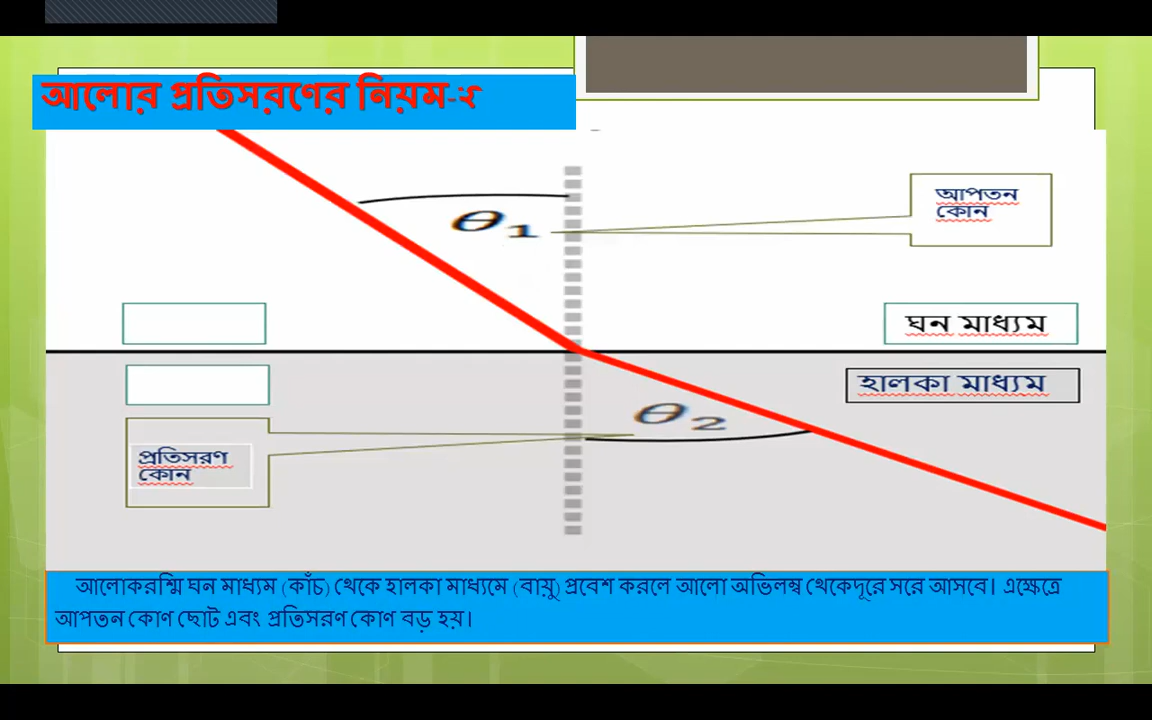 আলোর প্রতিসরণের নিয়ম-২
আপতন
কোন
θ1
ঘন মাধ্যম
হালকা মাধ্যম
θ2
প্রতিসরণ
কোন
আলোকরশ্মি ঘন মাধ্যম (কাঁচ) থেকে হালকা মাধ্যমে (বায়ু) প্রবেশ করলে আলো অভিলম্ব থেকেদূরে সরে আসবে। এক্ষেত্রে
আপতন কোণ ছোট এবং প্রতিসরণ কোণ বড় হয়।